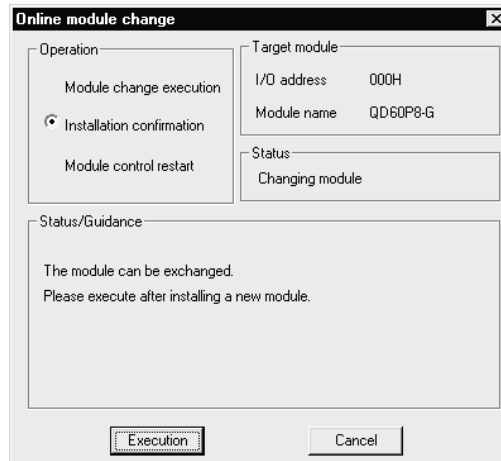 Online module change
Operation
Module change execution
Installation confirmation
Module control restart
Target module
I/O address 000H
Module name QD60P8-G
Status
Changing module
Status/Guidance
The module can be exchanged.
Please execute after installing a new module.
Execution Cancel